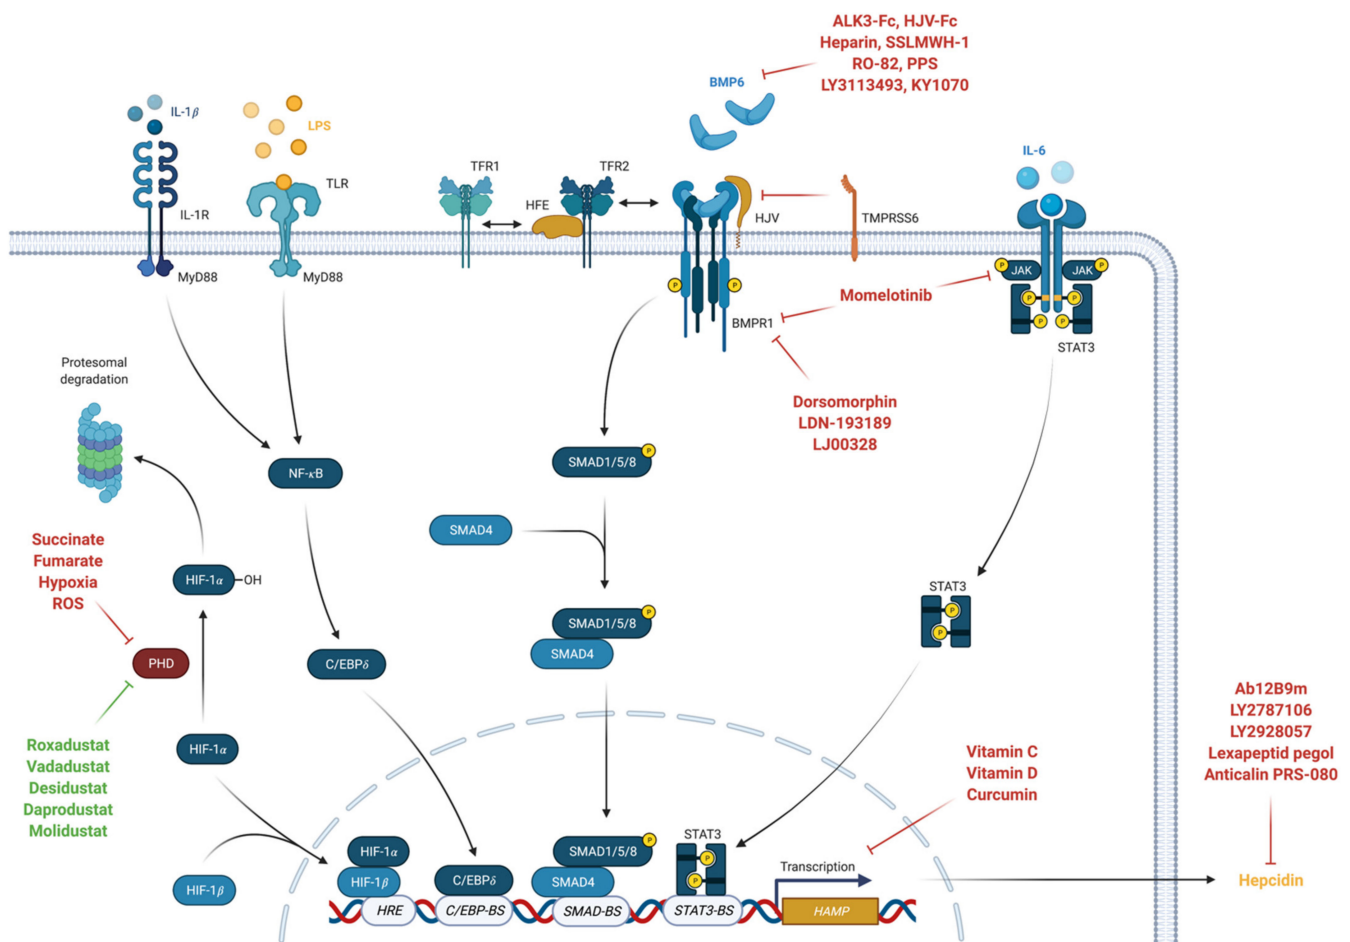 ALK3-Fc, HJV-Fc
Heparin, SSLMWH-1
RO-82, PPS
LY3113493, KY1070
BMP6
IL-1β
LPS
TLR
IL-1R
MyD88
MyD88
TFR1
HFE
TFR2
HJV
TMPRSS6
IL-6
P
P
BMPR1
Momelotinib
P
JAK
JAK
P
P
P
P
P
STAT3
Dorsomorphin
LDN-193189
LJ00328
Protesomal
degradation
NF-κB
SMAD1/5/8
P
SMAD4
Succinate
Fumarate
Hypoxia
ROS
HIF-1α
OH
PHD
C/EBPδ
SMAD1/5/8
P
SMAD4
STAT3
P
P
HIF-1α
Roxadustat
Vadadustat
Desidustat
Daprodustat
Molidustat
HIF-1β
Vitamin C
Vitamin D
Curcumin
Ab12B9m
LY2787106
LY2928057
Lexapeptid pegol
Anticalin PRS-080
HIF-1α
HIF-1β
HRE
C/EBPδ
C/EBP-BS
SMAD1/5/8
P
SMAD4
SMAD-BS
STAT3
P
P
STAT3-BS
Transcription
HAMP
Hepcidin